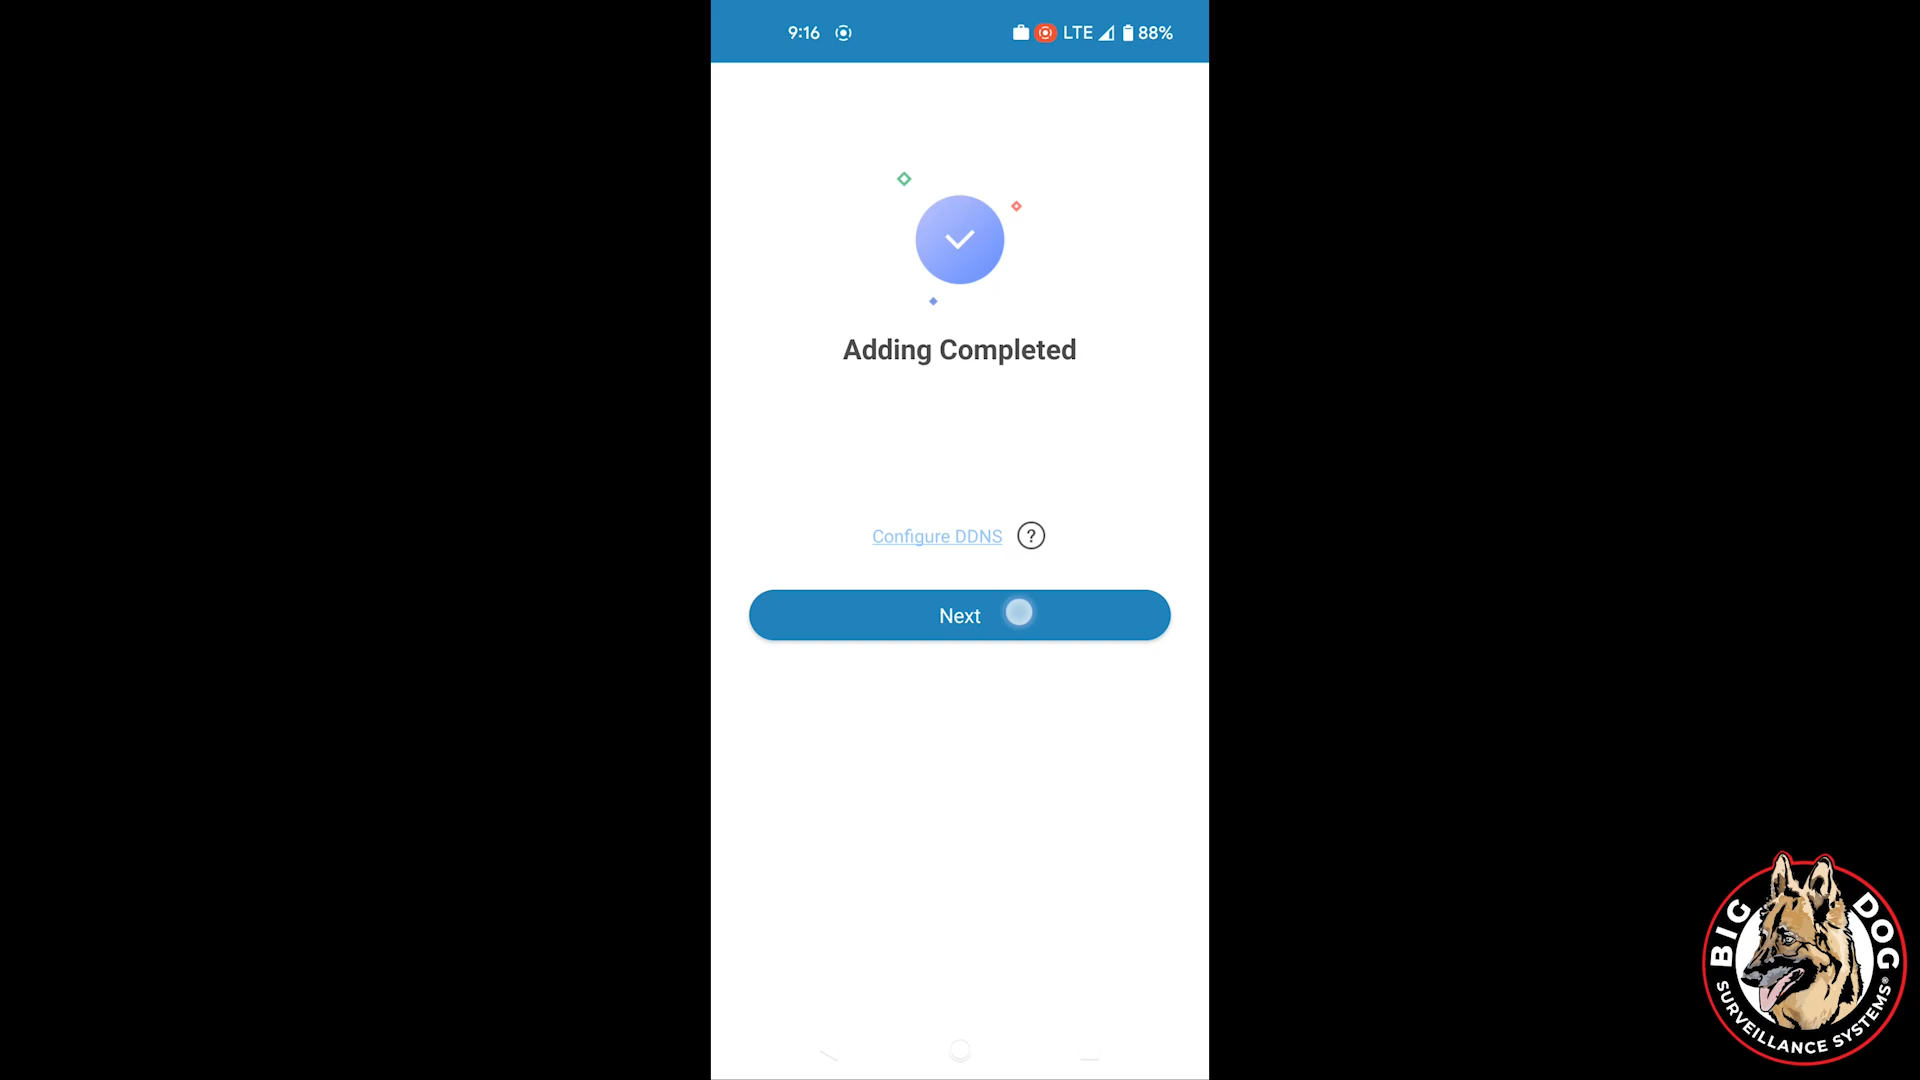 9:16 LTE 88%
Adding Completed
Configure DDNS ?
Next
BIG DOG
SURVEILLANCE SYSTEMS®